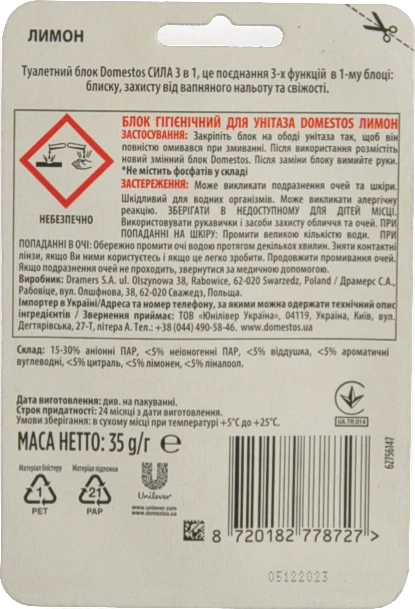 ЛИМОН
Туалетний блок Domestos СИЛА 3 в 1, це поєднання 3-х функцій в 1-му блоці:
блиску, захисту від вапняного нальоту та свіжості.
БЛОК ГІГІЄНІЧНИЙ ДЛЯ УНІТАЗА DOMESTOS ЛИМОН
ЗАСТОСУВАННЯ: Закріпіть блок на ободі унітаза так, щоб він
повністю омивався при змиванні. Після використання розмістіть
новий змінний блок Domestos. Після заміни блоку вимийте руки.
*Не містить фосфатів у складі
ЗАСТЕРЕЖЕННЯ: Може викликати подразнення очей та шкіри.
Шкідливий для водних організмів. Може викликати алергічну
реакцію. ЗБЕРІГАТИ В НЕДОСТУПНОМУ ДЛЯ ДІТЕЙ МІСЦІ.
НЕБЕЗПЕЧНО
Використовувати рукавички і засоби захисту обличчя та очей. ПРИ
ПОПАДАННІ НА ШКІРУ: Промити великою кількістю води. ПРИ
ПОПАДАННІ В ОЧІ: Обережно промити очі водою протягом декількох хвилин. Зняти контактні
лінзи, якщо Ви ними користуєтесь і якщо це легко зробити. Продовжити промивання очей.
Якщо подразнення очей не проходить, звернутися за медичною допомогою.
Виробник: Dramers S.A. ul. Olszynowa 38, Rabowice, 62-020 Swarzedz, Poland / Драмерс С.А.,
Рабовіце, вул. Ольшнова, 38, 62-020 Сважедз, Польща.
Імпортер в Україні/Адреса та номер телефону, за якими можна одержати технічний опис
інгредієнтів / Звернення приймає: ТОВ «Юнілівер Україна», 04119, Україна, Київ, вул.
Дегтярівська, 27-Т, літера А. Тел.: +38 (044) 490-58-46. www.domestos.ua
Склад: 15-30% аніонні ПАР, <5% неіоногенні ПАР, <5% віддушка, <5% ароматичні
вуглеводні, <5% цитраль, <5% лімонен, <5% ліналоол.
Дата виготовлення: див. на пакуванні.
Строк придатності: 24 місяці з дати виготовлення.
Умови зберігання: в сухому місті при температурі +5°C до +25°C.
UA.TR.014
МАСА НЕТТО: 35 g/г ℮
Матеріал блістеру
Матеріал підложки
1
PET
21
PAP
Unilever
www.unilever.com
www.domestos.ua
62756147
8 720182 778727 >
05122023